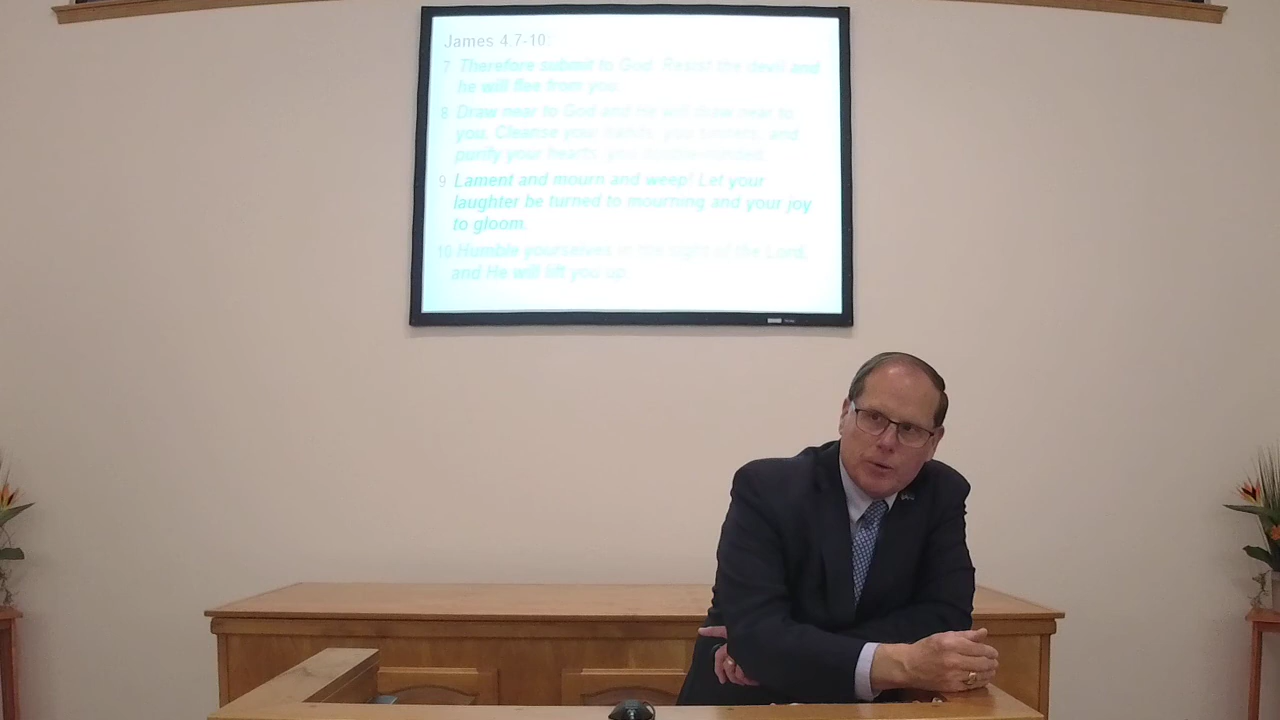 James 4.7-10:
7 Therefore submit to God. Resist the devil and
he will flee from you.
8 Draw near to God and He will draw near to
you. Cleanse your hands, you sinners; and
purify your hearts, you double-minded.
9 Lament and mourn and weep! Let your
laughter be turned to mourning and your joy
to gloom.
10 Humble yourselves in the sight of the Lord,
and He will lift you up.